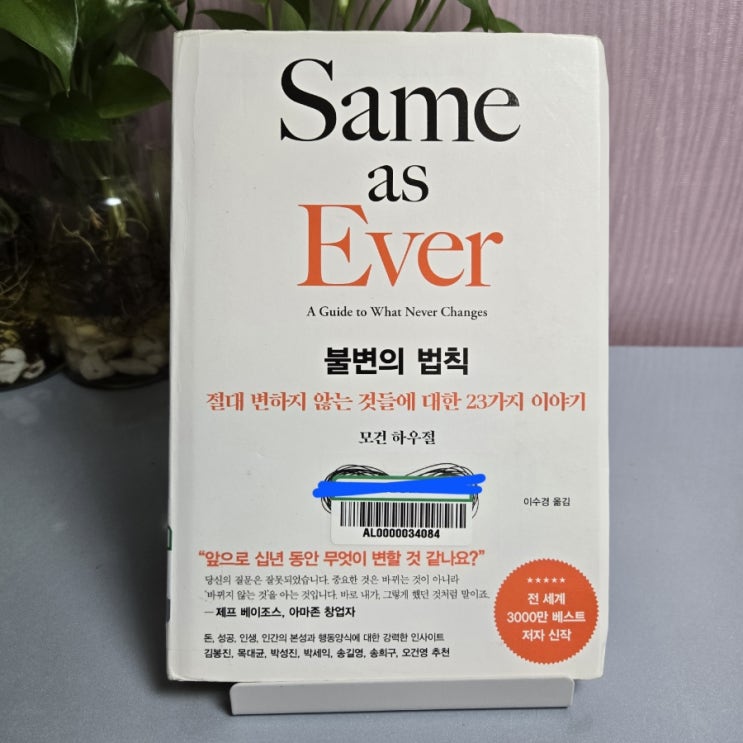 Same
as
Ever
A Guide to What Never Changes
불변의 법칙
절대 변하지 않는 것들에 대한 23가지 이야기
모건 하우절
이수경 옮김
AL0000034084
“앞으로 십년 동안 무엇이 변할 것 같나요?”
당신의 질문은 잘못되었습니다. 중요한 것은 바뀌는 것이 아니라
‘바뀌지 않는 것’을 아는 것입니다. 바로 내가, 그렇게 했던 것처럼 말이죠.
— 제프 베이조스, 아마존 창업자
돈, 성공, 인생, 인간의 본성과 행동양식에 대한 강력한 인사이트
김봉진, 목대균, 박성진, 박세익, 송길영, 송희구, 오건영 추천
★★★★★
전 세계
3000만 베스트
저자 신작